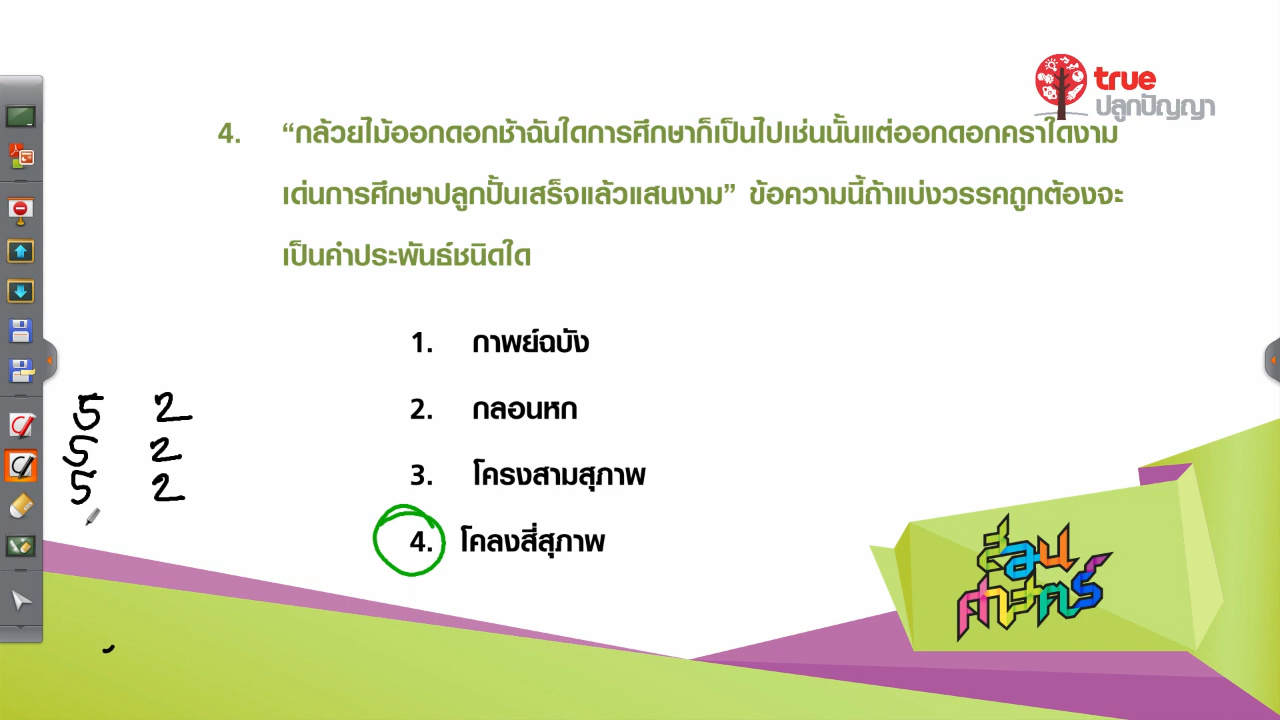 true
ปลูกปัญญา
4. “กล้วยไม้ออกดอกช้าฉันใดการศึกษาก็เป็นไปเช่นนั้นแต่ออกดอกคราใดงาม
เด่นการศึกษาปลูกปั้นเสร็จแล้วแสนงาม” ข้อความนี้ถ้าแบ่งวรรคถูกต้องจะ
เป็นคำประพันธ์ชนิดใด
1. กาพย์ฉบัง
2. กลอนหก
3. โครงสามสุภาพ
4. โคลงสี่สุภาพ
5 2
5 2
5 2
สอน
ศาสตร์